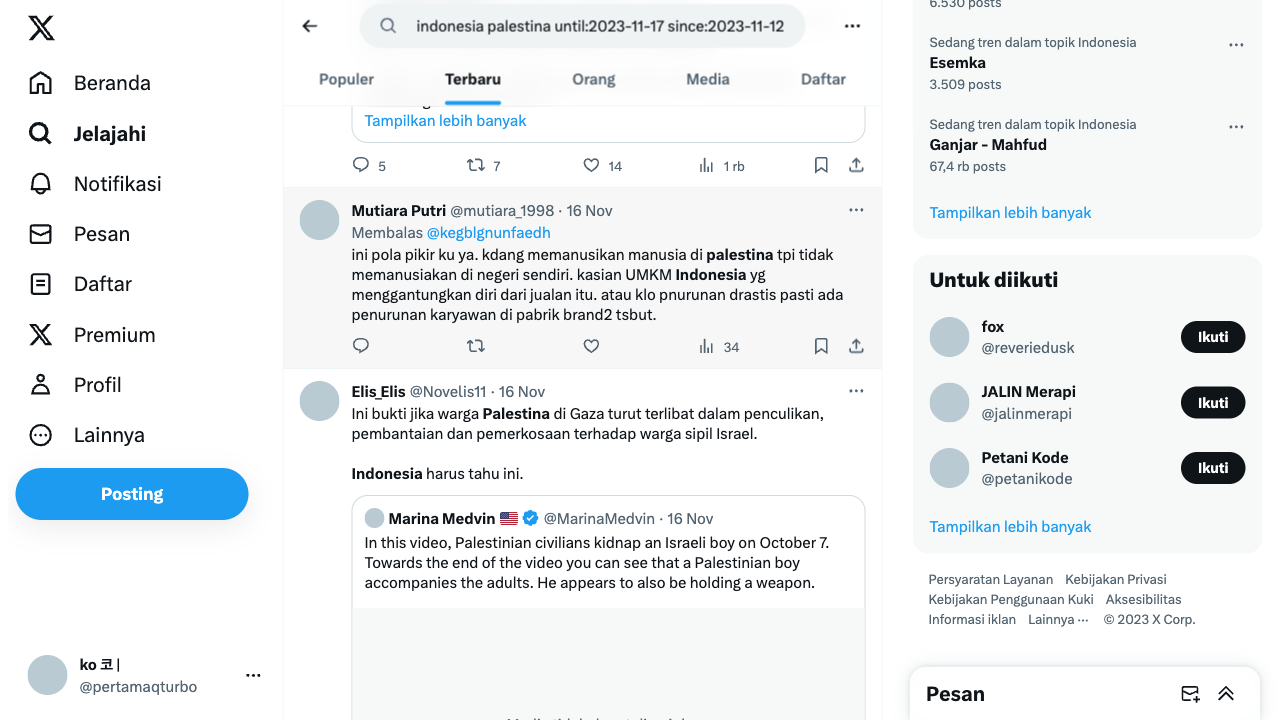 Beranda
Jelajahi
Notifikasi
Pesan
Daftar
Premium
Profil
Lainnya
Posting
ko 코 |
@pertamaqturbo
indonesia palestina until:2023-11-17 since:2023-11-12
Populer Terbaru Orang Media Daftar
Tampilkan lebih banyak
5 7 14 1 rb
Mutiara Putri @mutiara_1998 · 16 Nov
Membalas @kegblgnunfaedh
ini pola pikir ku ya. kdang memanusikan manusia di palestina tpi tidak
memanusiakan di negeri sendiri. kasian UMKM Indonesia yg
menggantungkan diri dari jualan itu. atau klo pnurunan drastis pasti ada
penurunan karyawan di pabrik brand2 tsbut.
34
Elis_Elis @Novelis11 · 16 Nov
Ini bukti jika warga Palestina di Gaza turut terlibat dalam penculikan,
pembantaian dan pemerkosaan terhadap warga sipil Israel.
Indonesia harus tahu ini.
Marina Medvin @MarinaMedvin · 16 Nov
In this video, Palestinian civilians kidnap an Israeli boy on October 7.
Towards the end of the video you can see that a Palestinian boy
accompanies the adults. He appears to also be holding a weapon.
6.530 posts
Sedang tren dalam topik Indonesia
Esemka
3.509 posts
Sedang tren dalam topik Indonesia
Ganjar - Mahfud
67,4 rb posts
Tampilkan lebih banyak
Untuk diikuti
fox
@reveriedusk
Ikuti
JALIN Merapi
@jalinmerapi
Ikuti
Petani Kode
@petanikode
Ikuti
Tampilkan lebih banyak
Persyaratan Layanan Kebijakan Privasi
Kebijakan Penggunaan Kuki Aksesibilitas
Informasi iklan Lainnya ··· © 2023 X Corp.
Pesan